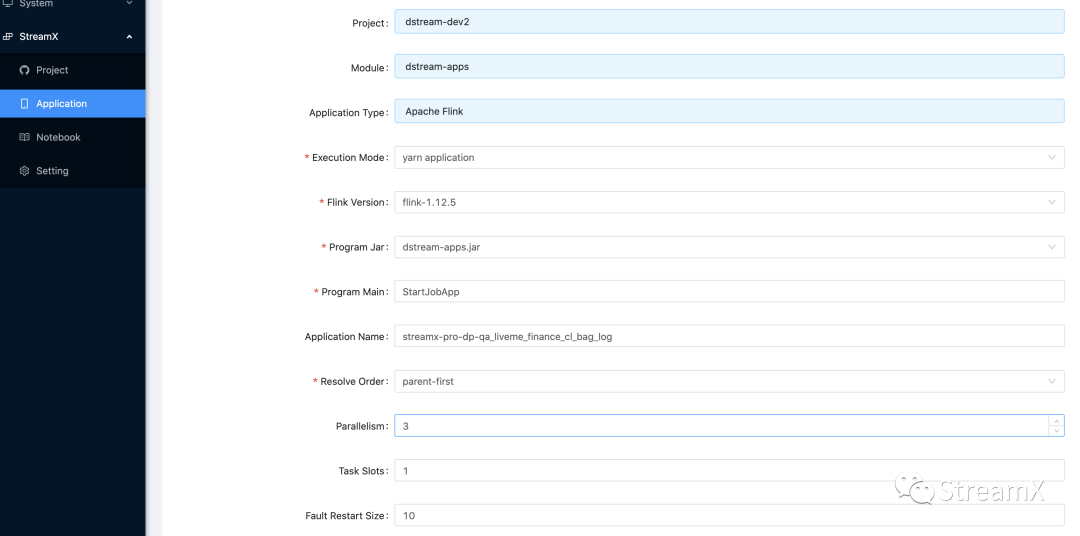 System
StreamX
Project
Application
Notebook
Setting
Project: dstream-dev2
Module: dstream-apps
Application Type: Apache Flink
* Execution Mode: yarn application
* Flink Version: flink-1.12.5
* Program Jar: dstream-apps.jar
* Program Main: StartJobApp
Application Name: streamx-pro-dp-qa_liveme_finance_cl_bag_log
* Resolve Order: parent-first
Parallelism: 3
Task Slots: 1
Fault Restart Size: 10
StreamX